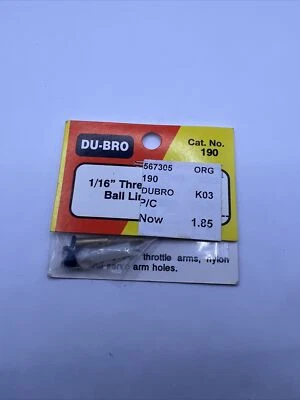 DU-BRO
Cat. No.
190
567305 ORG
190
DUBRO K03
P/C
Now 1.85
1/16" Thre
Ball Li
throttle arms, nylon
arm holes.